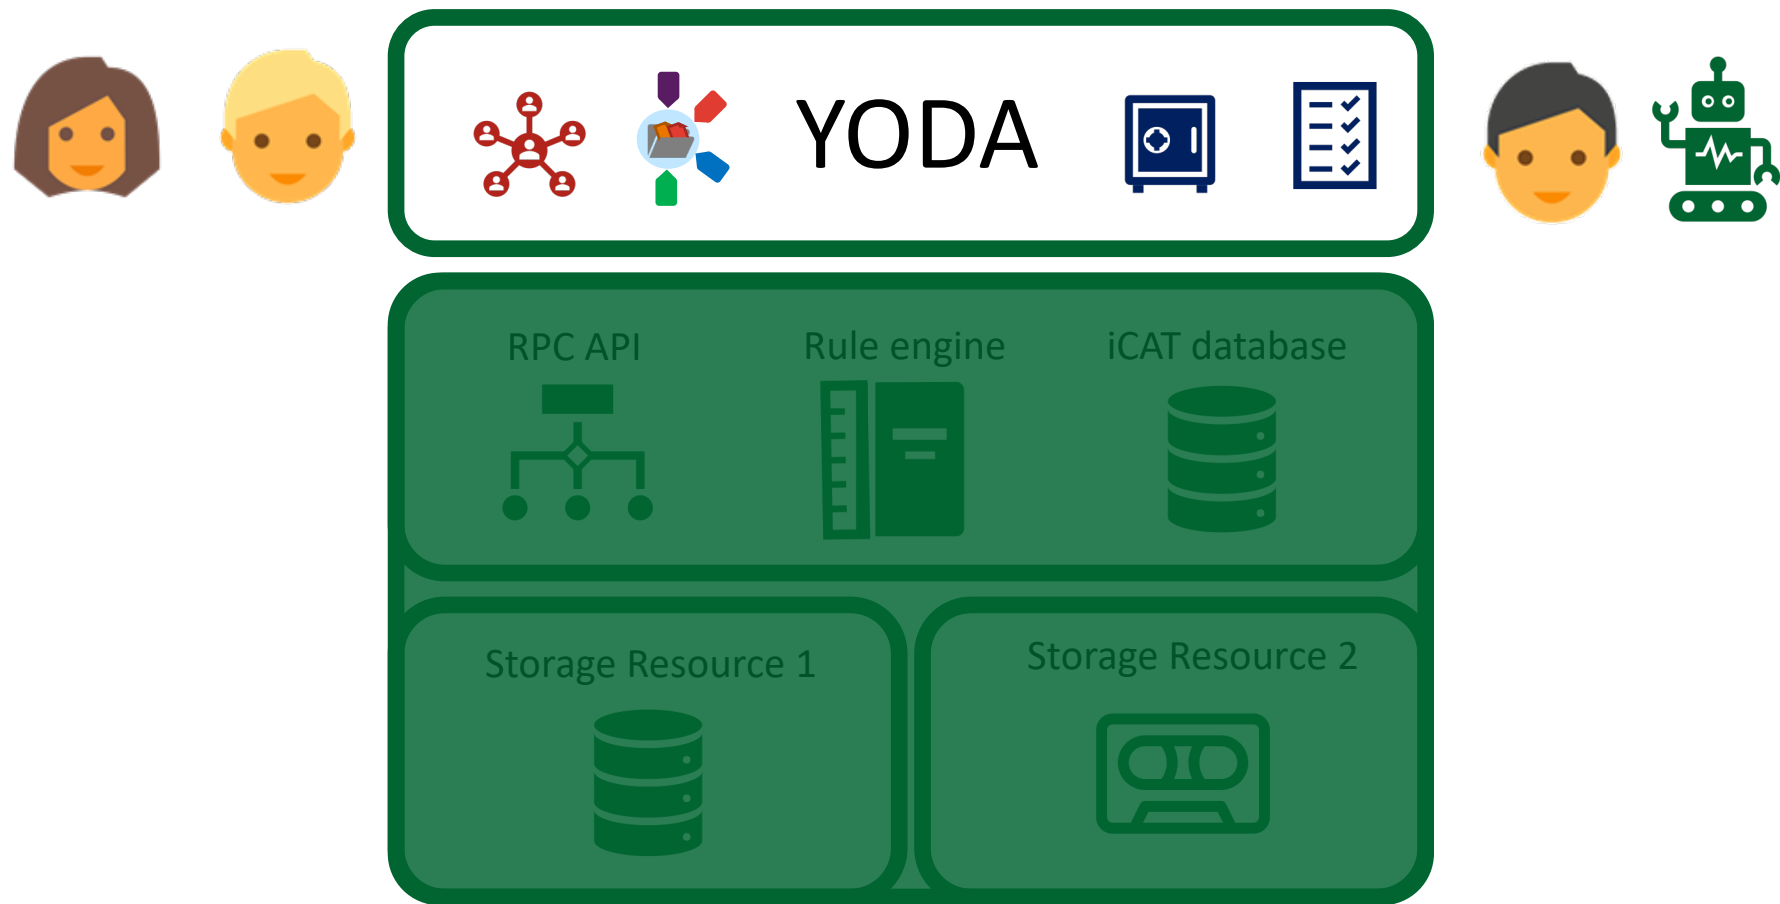 YODA
RPC API
Rule engine
iCAT database
Storage Resource 1
Storage Resource 2